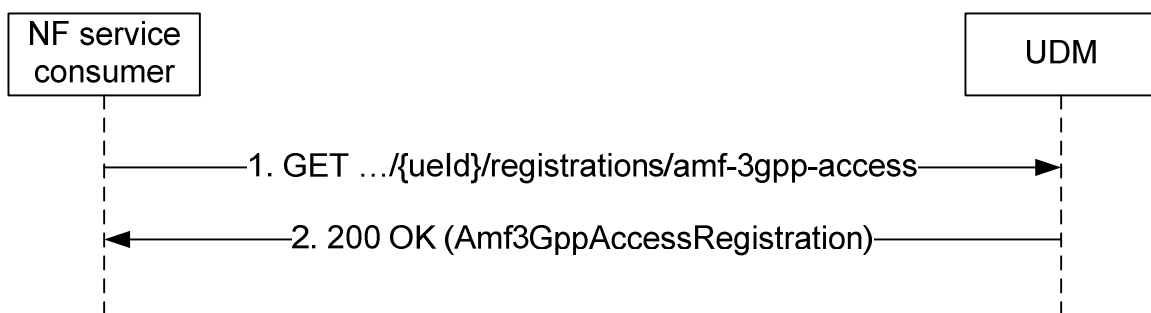 NF service
consumer
UDM
1. GET …/{ueId}/registrations/amf-3gpp-access
2. 200 OK (Amf3GppAccessRegistration)